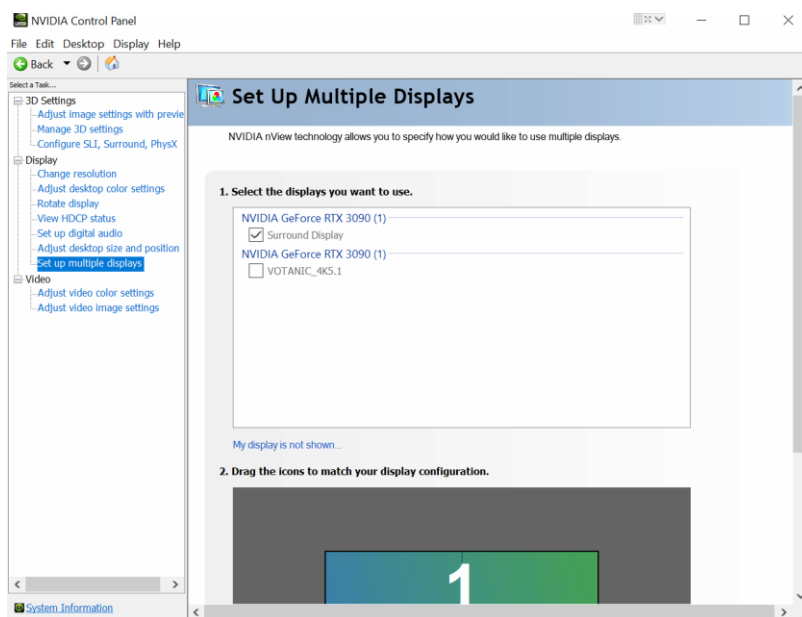 NVIDIA Control Panel
File Edit Desktop Display Help
Back
Select a Task...
3D Settings
Adjust image settings with previe
Manage 3D settings
Configure SLI, Surround, PhysX
Display
Change resolution
Adjust desktop color settings
Rotate display
View HDCP status
Set up digital audio
Adjust desktop size and position
Set up multiple displays
Video
Adjust video color settings
Adjust video image settings
System Information
Set Up Multiple Displays
NVIDIA nView technology allows you to specify how you would like to use multiple displays.
1. Select the displays you want to use.
NVIDIA GeForce RTX 3090 (1)
Surround Display
NVIDIA GeForce RTX 3090 (1)
VOTANIC_4K5.1
My display is not shown...
2. Drag the icons to match your display configuration.
1